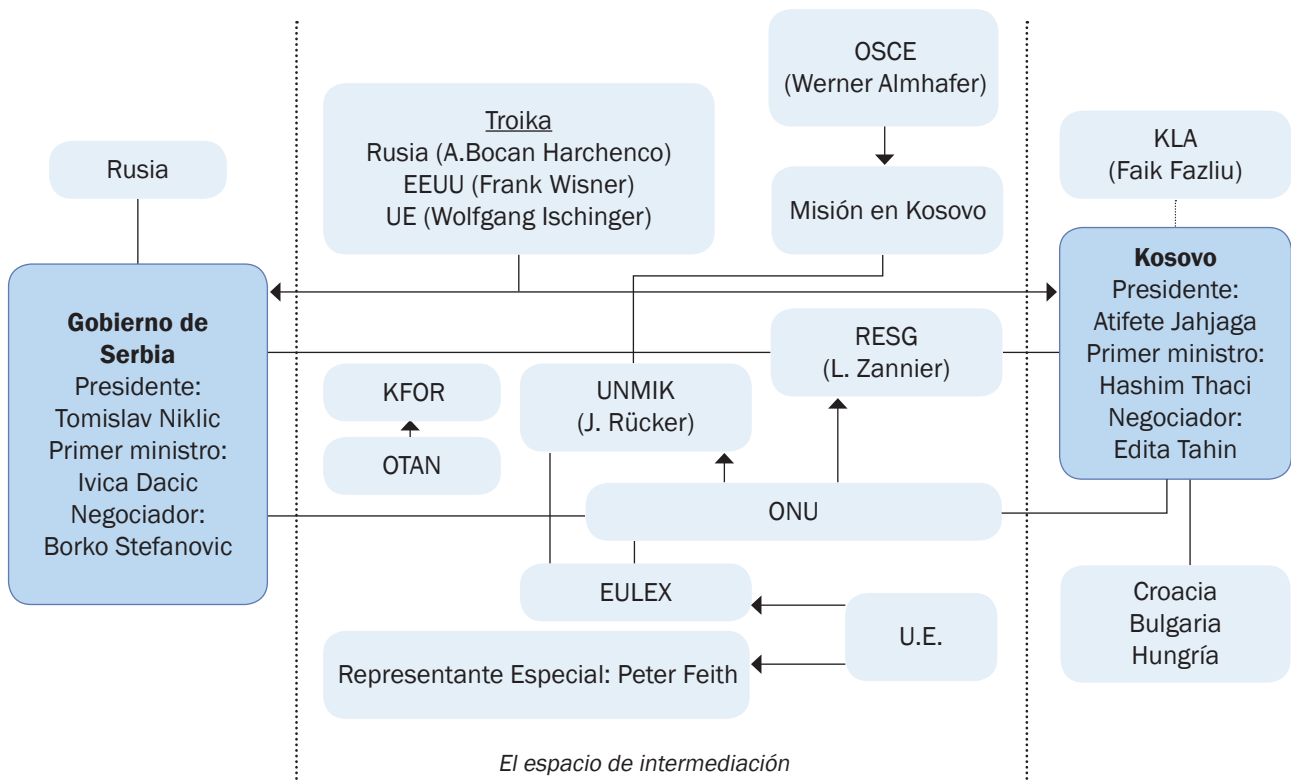 Rusia
Gobierno de
Serbia
Presidente:
Tomislav Niklic
Primer ministro:
Ivica Dacic
Negociador:
Borko Stefanovic
Troika
Rusia (A.Bocan Harchenco)
EEUU (Frank Wisner)
UE (Wolfgang Ischinger)
OSCE
(Werner Almhafer)
Misión en Kosovo
KFOR
OTAN
UNMIK
(J. Rücker)
RESG
(L. Zannier)
ONU
EULEX
U.E.
Representante Especial: Peter Feith
El espacio de intermediación
KLA
(Faik Fazliu)
Kosovo
Presidente:
Atifete Jahjaga
Primer ministro:
Hashim Thaci
Negociador:
Edita Tahin
Croacia
Bulgaria
Hungría